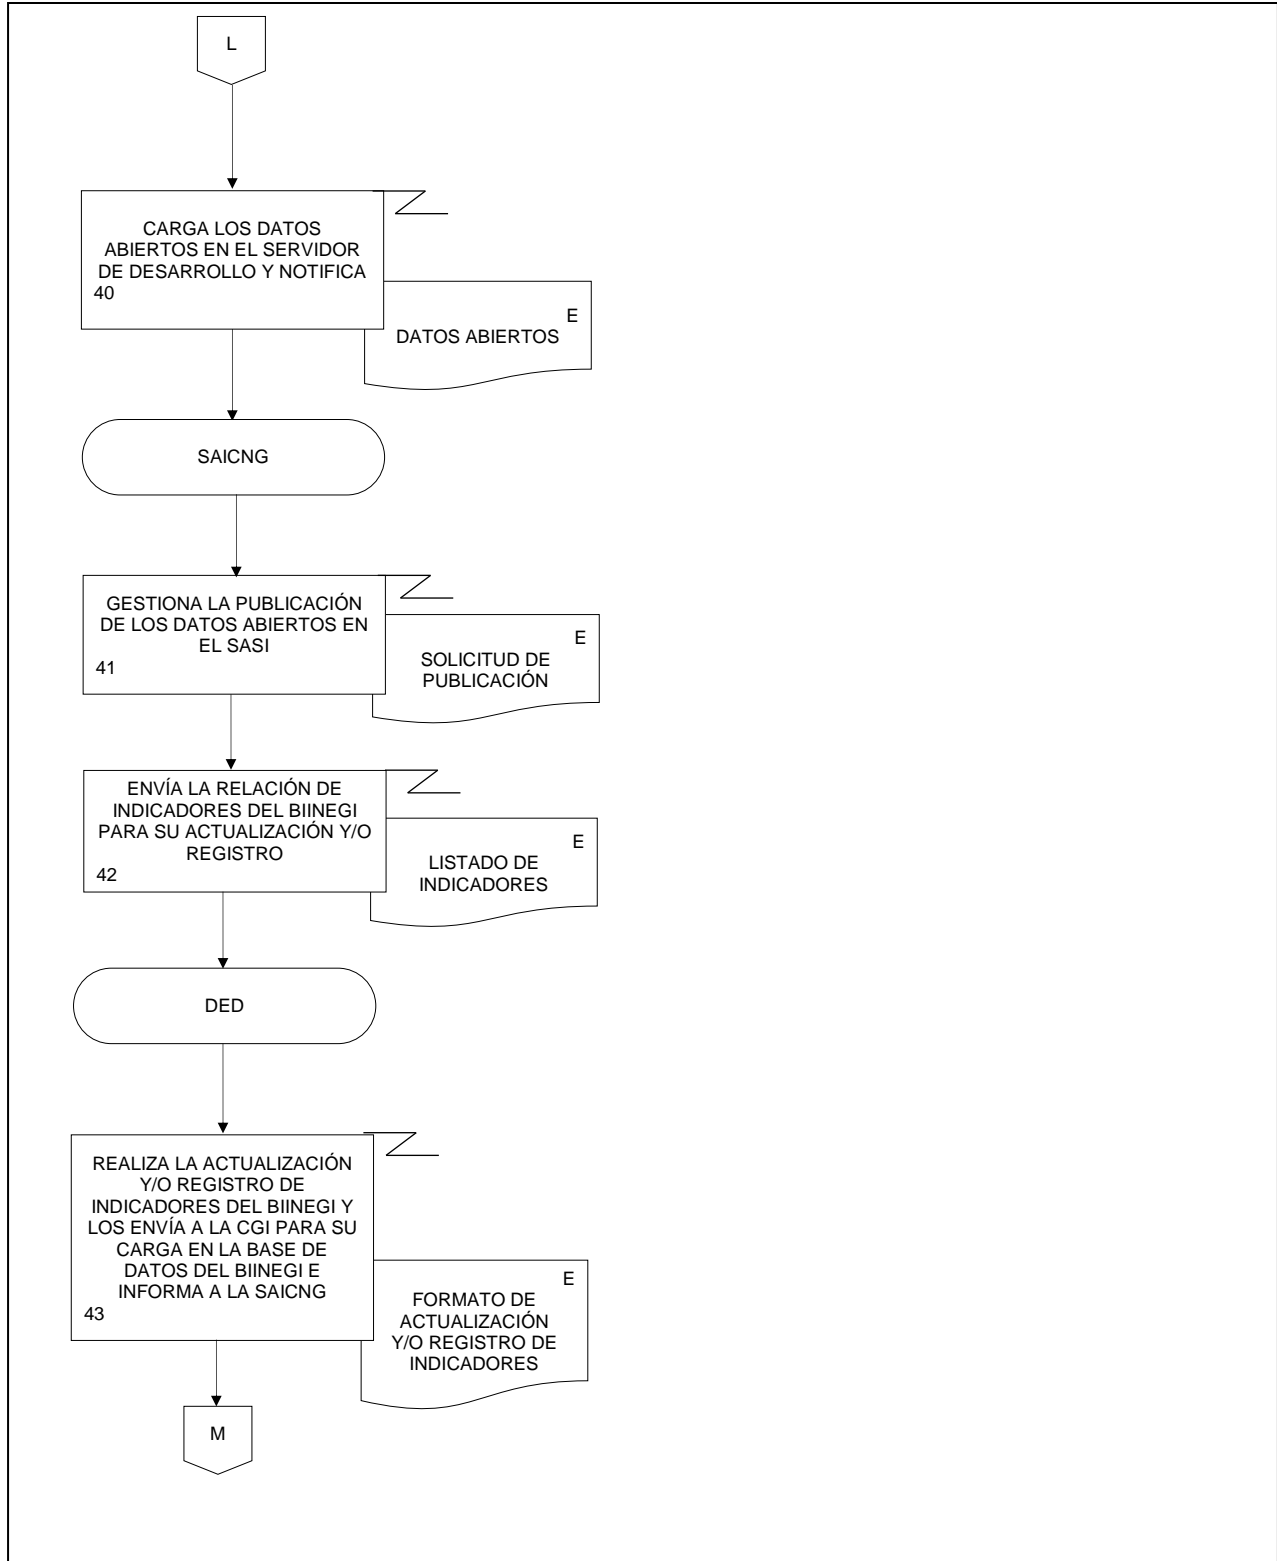 L
CARGA LOS DATOS
ABIERTOS EN EL SERVIDOR
DE DESARROLLO Y NOTIFICA
40
E
DATOS ABIERTOS
SAICNG
GESTIONA LA PUBLICACIÓN
DE LOS DATOS ABIERTOS EN
EL SASI
41
E
SOLICITUD DE
PUBLICACIÓN
ENVÍA LA RELACIÓN DE
INDICADORES DEL BIINEGI
PARA SU ACTUALIZACIÓN Y/O
REGISTRO
42
E
LISTADO DE
INDICADORES
DED
REALIZA LA ACTUALIZACIÓN
Y/O REGISTRO DE
INDICADORES DEL BIINEGI Y
LOS ENVÍA A LA CGI PARA SU
CARGA EN LA BASE DE
DATOS DEL BIINEGI E
INFORMA A LA SAICNG
43
E
FORMATO DE
ACTUALIZACIÓN
Y/O REGISTRO DE
INDICADORES
M